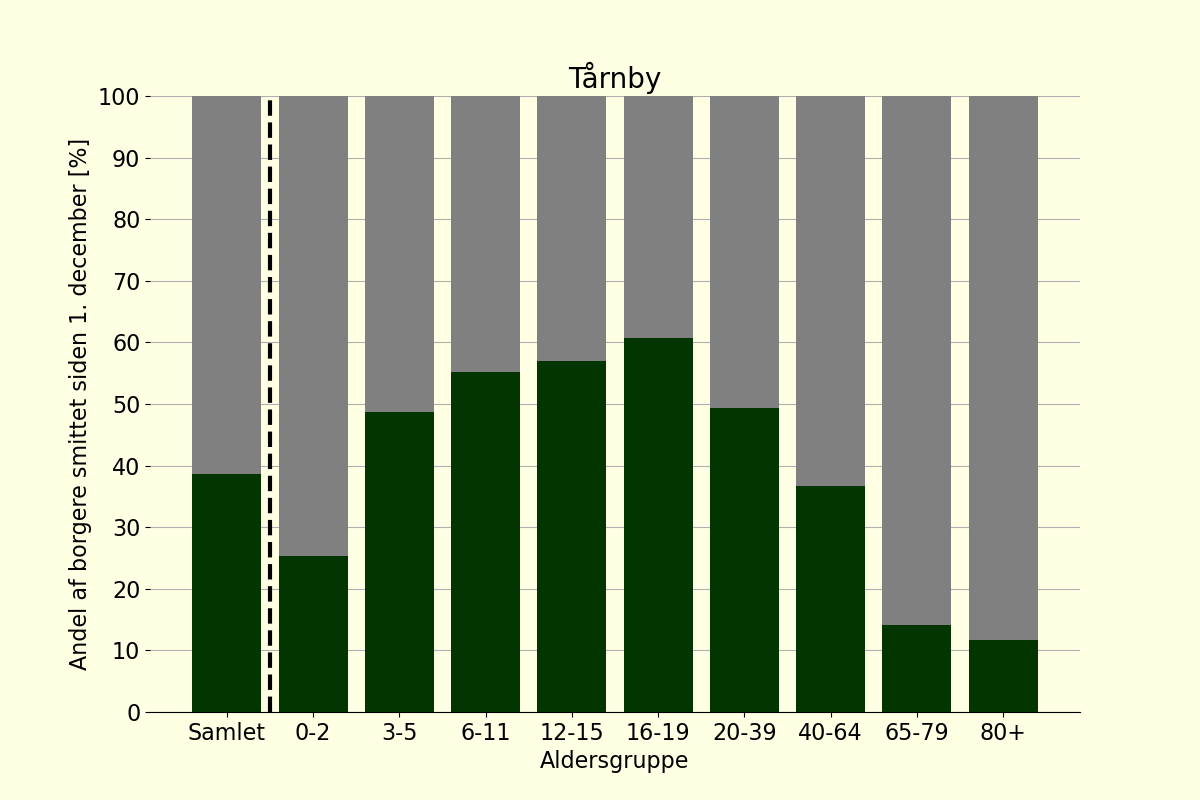 Tårnby
Andel af borgere smittet siden 1. december [%]
100
90
80
70
60
50
40
30
20
10
0
Samlet 0-2 3-5 6-11 12-15 16-19 20-39 40-64 65-79 80+
Aldersgruppe